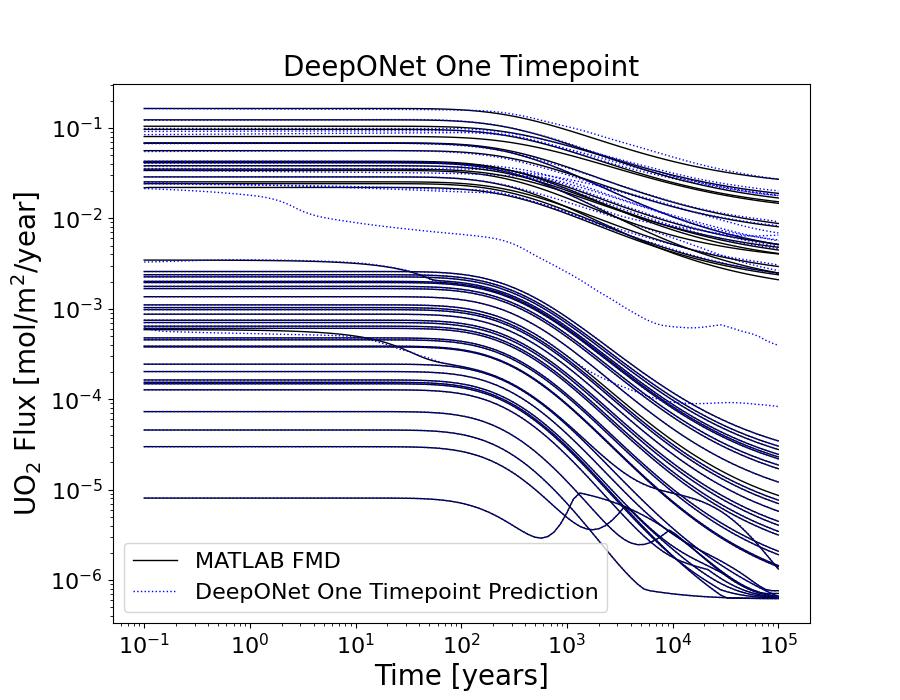 DeepONet One Timepoint
UO₂ Flux [mol/m²/year]
10⁻¹
10⁻²
10⁻³
10⁻⁴
10⁻⁵
10⁻⁶
MATLAB FMD
DeepONet One Timepoint Prediction
10⁻¹ 10⁰ 10¹ 10² 10³ 10⁴ 10⁵
Time [years]